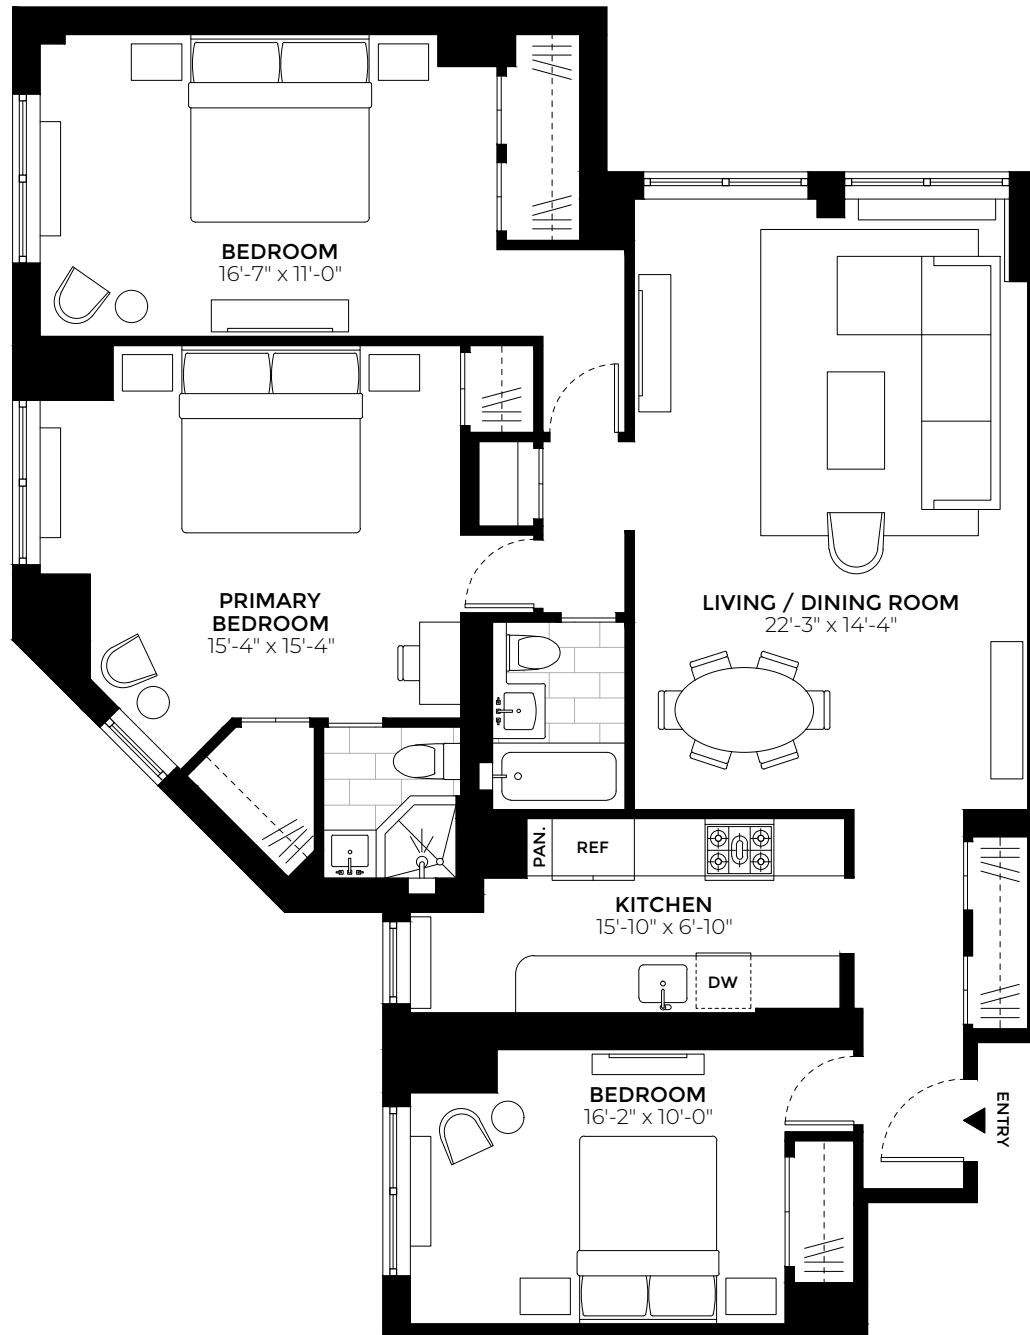 BEDROOM
16'-7" x 11'-0"
PRIMARY
BEDROOM
15'-4" x 15'-4"
LIVING / DINING ROOM
22'-3" x 14'-4"
PAN.
REF
KITCHEN
15'-10" x 6'-10"
DW
BEDROOM
16'-2" x 10'-0"
ENTRY